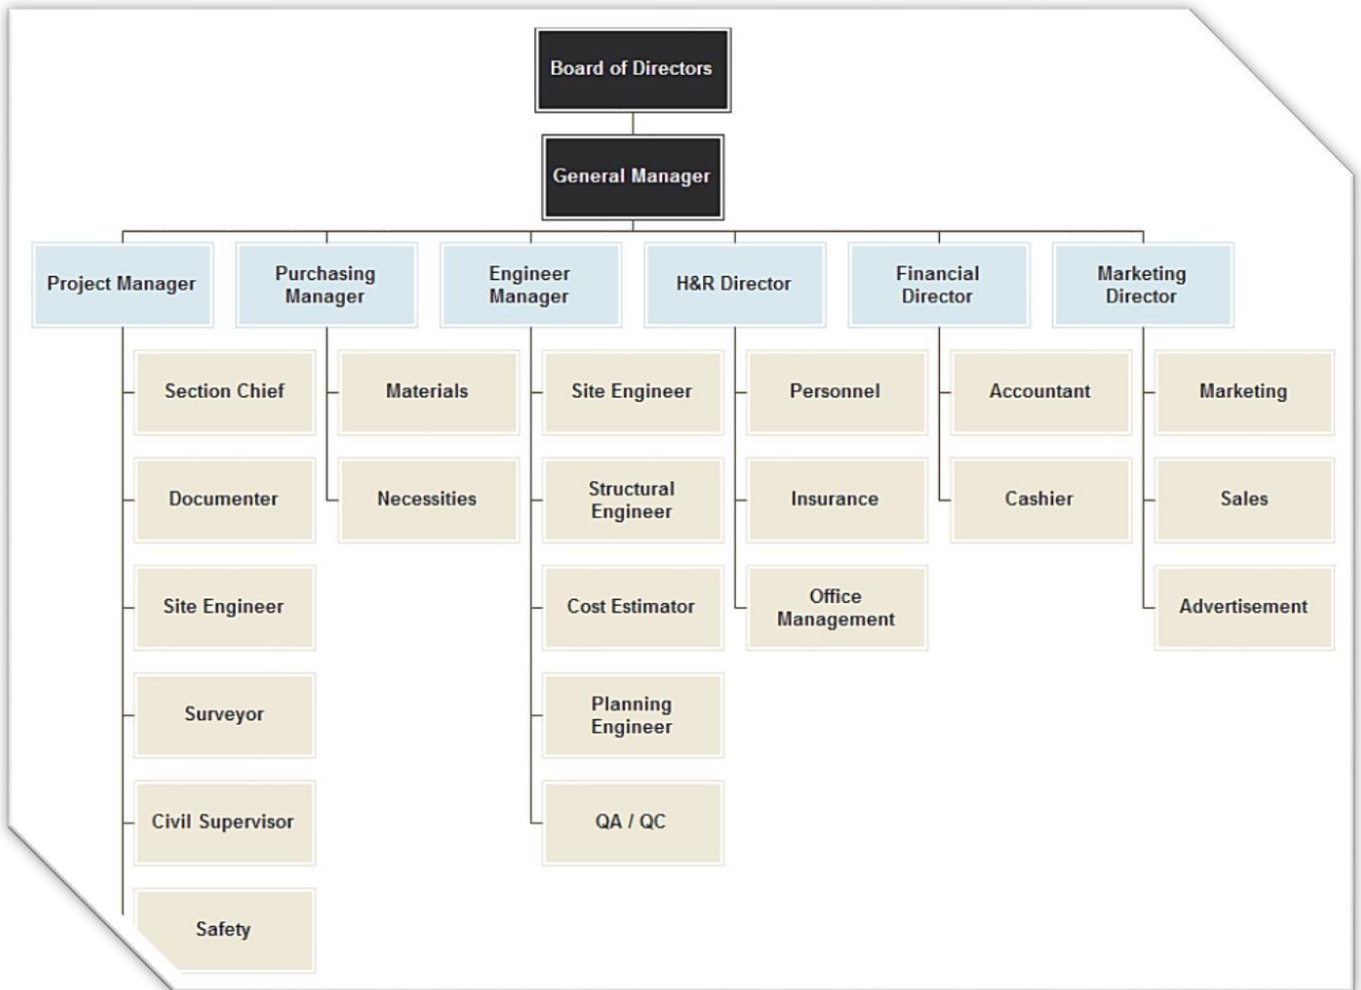 Board of Directors
General Manager
Project Manager
Purchasing
Manager
Engineer
Manager
H&R Director
Financial
Director
Marketing
Director
Section Chief
Materials
Site Engineer
Personnel
Accountant
Marketing
Documenter
Necessities
Structural
Engineer
Insurance
Cashier
Sales
Site Engineer
Cost Estimator
Office
Management
Advertisement
Surveyor
Planning
Engineer
Civil Supervisor
QA / QC
Safety